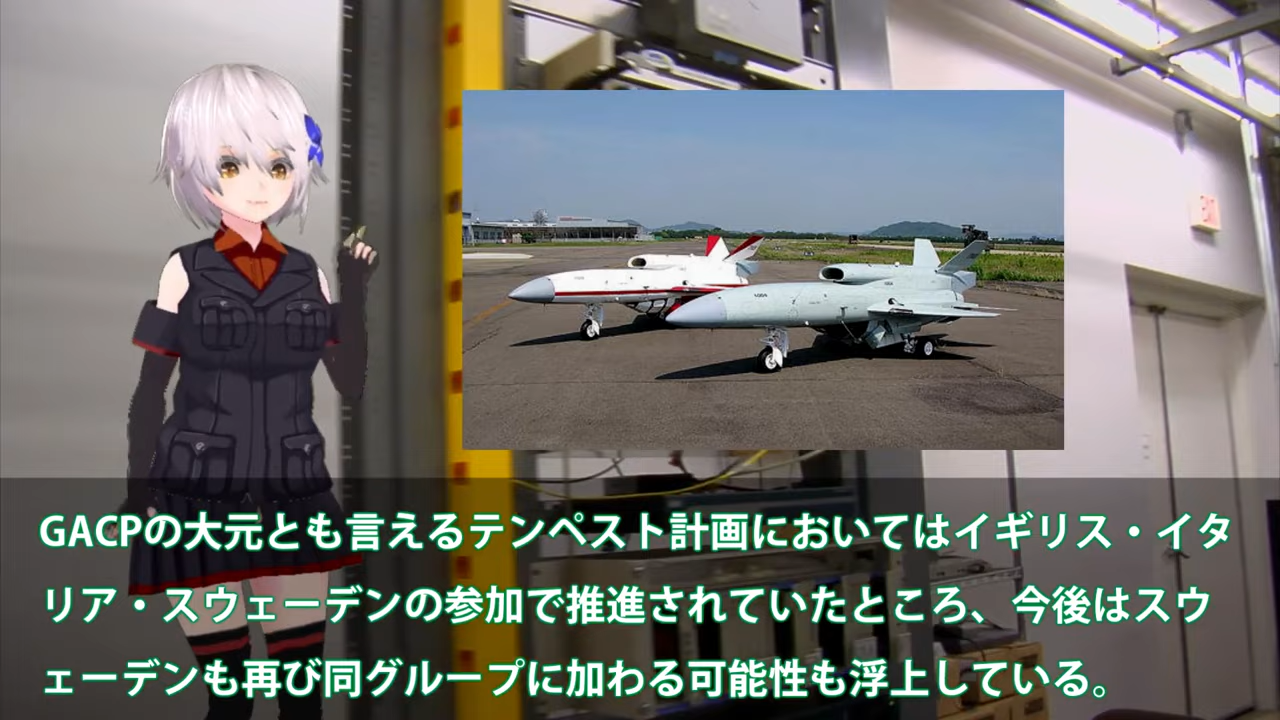 GACPの大元とも言えるテンペスト計画においてはイギリス・イタ
リア・スウェーデンの参加で推進されていたところ、今後はスウ
ェーデンも再び同グループに加わる可能性も浮上している。